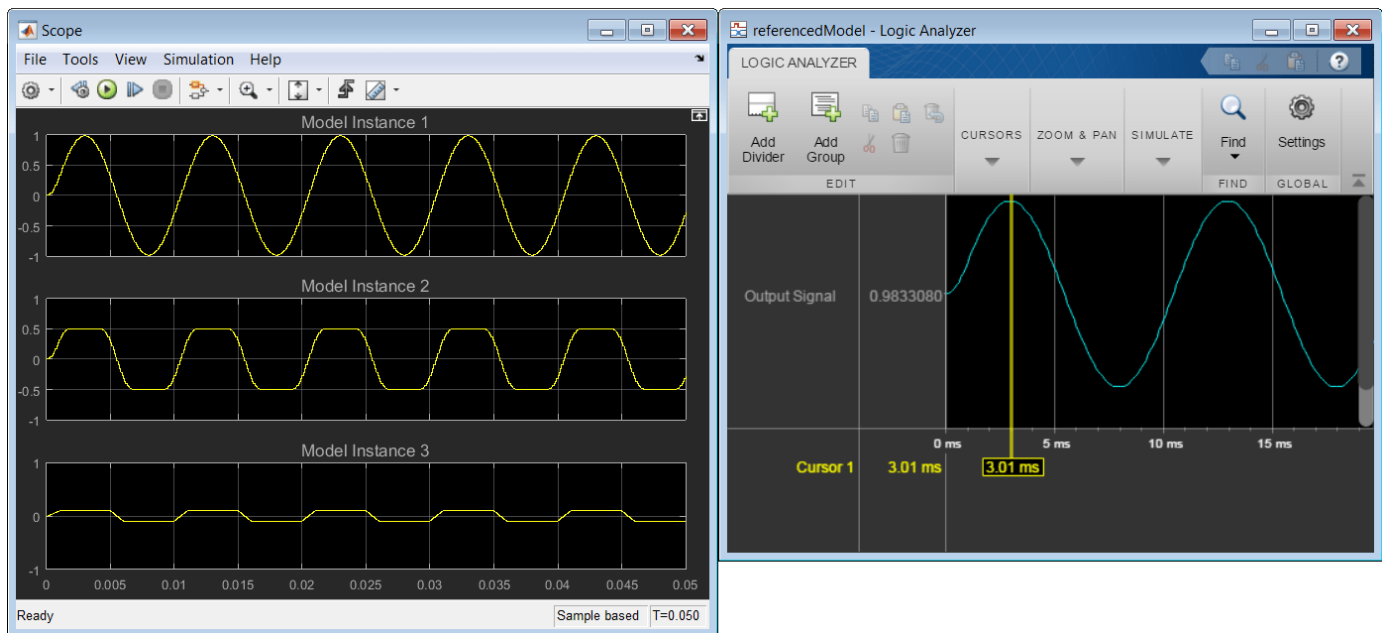 Scope
File Tools View Simulation Help
Model Instance 1
1
0.5
0
-0.5
-1
Model Instance 2
1
0.5
0
-0.5
-1
Model Instance 3
1
0
-1
0 0.005 0.01 0.015 0.02 0.025 0.03 0.035 0.04 0.045 0.05
Ready Sample based T=0.050
referencedModel - Logic Analyzer
LOGIC ANALYZER
?
Add Divider
Add Group
EDIT
CURSORS
ZOOM & PAN
SIMULATE
Find
FIND
Settings
GLOBAL
Output Signal 0.9833080
0 ms 5 ms 10 ms 15 ms
Cursor 1 3.01 ms 3.01 ms